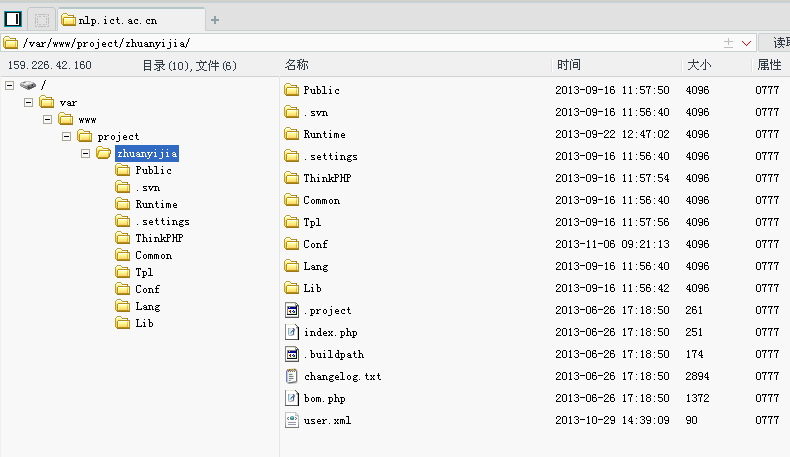 nlp.ict.ac.cn
/var/www/project/zhuanyijia/
读取
159.226.42.160 目录(10),文件(6) 名称 时间 大小 属性
/
var
www
project
zhuanyijia
Public
.svn
Runtime
.settings
ThinkPHP
Common
Tpl
Conf
Lang
Lib
Public 2013-09-16 11:57:50 4096 0777
.svn 2013-09-16 11:56:40 4096 0777
Runtime 2013-09-22 12:47:02 4096 0777
.settings 2013-09-16 11:56:40 4096 0777
ThinkPHP 2013-09-16 11:57:54 4096 0777
Common 2013-09-16 11:56:40 4096 0777
Tpl 2013-09-16 11:57:56 4096 0777
Conf 2013-11-06 09:21:13 4096 0777
Lang 2013-09-16 11:56:40 4096 0777
Lib 2013-09-16 11:56:42 4096 0777
.project 2013-06-26 17:18:50 261 0777
index.php 2013-06-26 17:18:50 251 0777
.buildpath 2013-06-26 17:18:50 174 0777
changelog.txt 2013-06-26 17:18:50 2894 0777
bom.php 2013-06-26 17:18:50 1372 0777
user.xml 2013-10-29 14:39:09 90 0777